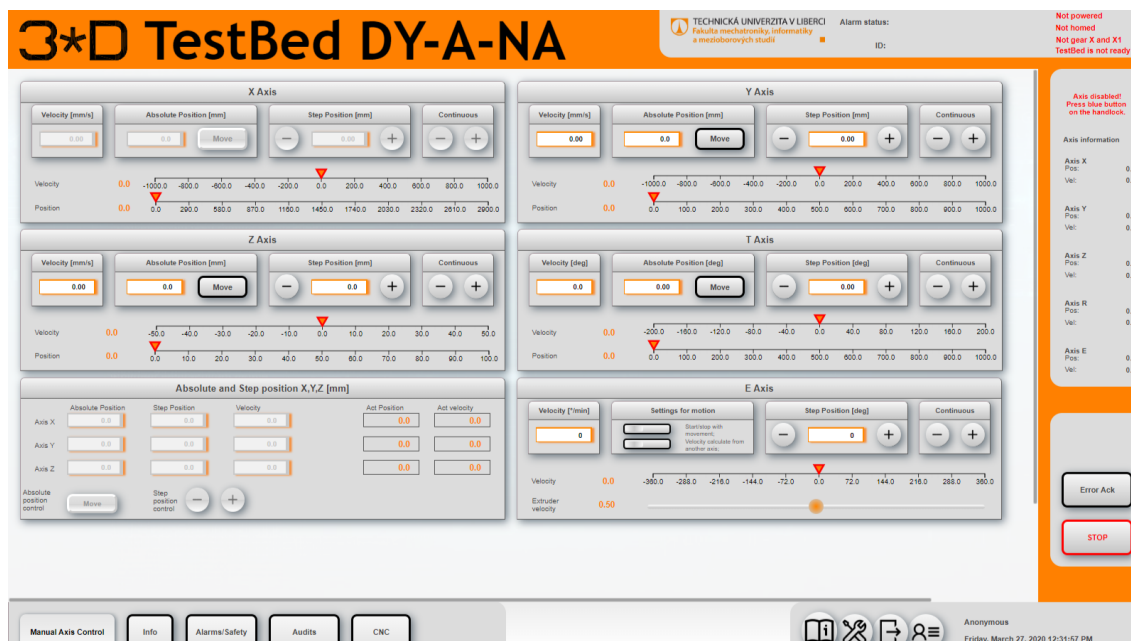 3*D TestBed DY-A-NA
TECHNICKÁ UNIVERZITA V LIBERCI
Fakulta mechatroniky, informatiky
a mezioborových studií
Alarm status:
ID:
Not powered
Not homed
Not gear X and X1
TestBed is not ready
X Axis
Velocity [mm/s]
Absolute Position [mm]
Step Position [mm]
Continuous
0.00
0.0
Move
−
0.0
+
−
+
Velocity
0.0
-1000.0 -800.0 -600.0 -400.0 -200.0 0.0 200.0 400.0 600.0 800.0 1000.0
Position
0.0
0.0 290.0 580.0 870.0 1160.0 1450.0 1740.0 2030.0 2320.0 2610.0 2900.0
Y Axis
Velocity [mm/s]
Absolute Position [mm]
Step Position [mm]
Continuous
0.00
0.0
Move
−
0.00
+
−
+
Velocity
0.0
-1000.0 -800.0 -600.0 -400.0 -200.0 0.0 200.0 400.0 600.0 800.0 1000.0
Position
0.0
0.0 100.0 200.0 300.0 400.0 500.0 600.0 700.0 800.0 900.0 1000.0
Z Axis
Velocity [mm/s]
Absolute Position [mm]
Step Position [mm]
Continuous
0.00
0.0
Move
−
0.0
+
−
+
Velocity
0.0
-50.0 -40.0 -30.0 -20.0 -10.0 0.0 10.0 20.0 30.0 40.0 50.0
Position
0.0
0.0 10.0 20.0 30.0 40.0 50.0 60.0 70.0 80.0 90.0 100.0
T Axis
Velocity [deg]
Absolute Position [deg]
Step Position [deg]
Continuous
0.0
0.00
Move
−
0.00
+
−
+
Velocity
0.0
-200.0 -160.0 -120.0 -80.0 -40.0 0.0 40.0 80.0 120.0 160.0 200.0
Position
0.0
0.0 100.0 200.0 300.0 400.0 500.0 600.0 700.0 800.0 900.0 1000.0
Absolute and Step position X,Y,Z [mm]
Absolute Position
Step Position
Velocity
Act Position
Act velocity
Axis X 0.0 0.0 0.0 0.0 0.0
Axis Y 0.0 0.0 0.0 0.0 0.0
Axis Z 0.0 0.0 0.0 0.0 0.0
Absolute
position
control
Move
Step
position
control
−
+
E Axis
Velocity [°/min]
Settings for motion
Step Position [deg]
Continuous
0
Start/stop with
movement.
Velocity calculate from
another axis.
−
0
+
−
+
Velocity
0.0
-360.0 -288.0 -216.0 -144.0 -72.0 0.0 72.0 144.0 216.0 288.0 360.0
Extruder
velocity
0.50
Axis disabled!
Press blue button
on the handlock.
Axis information
Axis X
Pos: 0.
Vel: 0.
Axis Y
Pos: 0.
Vel: 0.
Axis Z
Pos: 0.
Vel: 0.
Axis R
Pos: 0.
Vel: 0.
Axis E
Pos: 0.
Vel: 0.
Error Ack
STOP
Manual Axis Control
Info
Alarms/Safety
Audits
CNC
Anonymous
Friday, March 27, 2020 12:31:57 PM